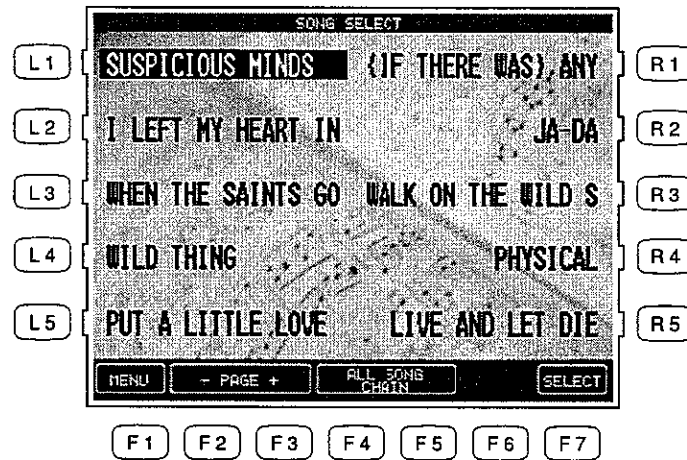 SONG SELECT
L1 SUSPICIOUS MINDS {IF THERE WAS} ANY R1
L2 I LEFT MY HEART IN JA-DA R2
L3 WHEN THE SAINTS GO WALK ON THE WILD S R3
L4 WILD THING PHYSICAL R4
L5 PUT A LITTLE LOVE LIVE AND LET DIE R5
MENU - PAGE + ALL SONG CHAIN SELECT
F1 F2 F3 F4 F5 F6 F7